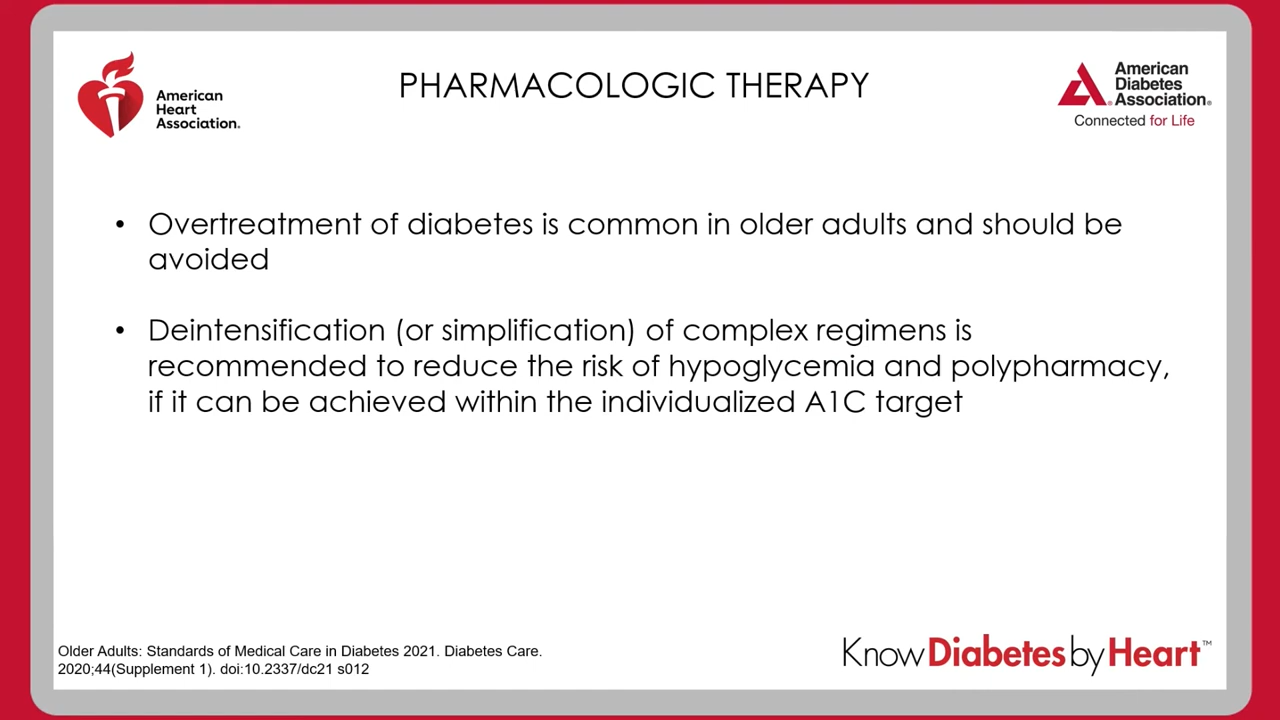 American
Heart
Association®
PHARMACOLOGIC THERAPY
American
Diabetes
Association®
Connected for Life
• Overtreatment of diabetes is common in older adults and should be
avoided
• Deintensification (or simplification) of complex regimens is
recommended to reduce the risk of hypoglycemia and polypharmacy,
if it can be achieved within the individualized A1C target
Older Adults: Standards of Medical Care in Diabetes 2021. Diabetes Care.
2020;44(Supplement 1). doi:10.2337/dc21 s012
Know Diabetes by Heart™